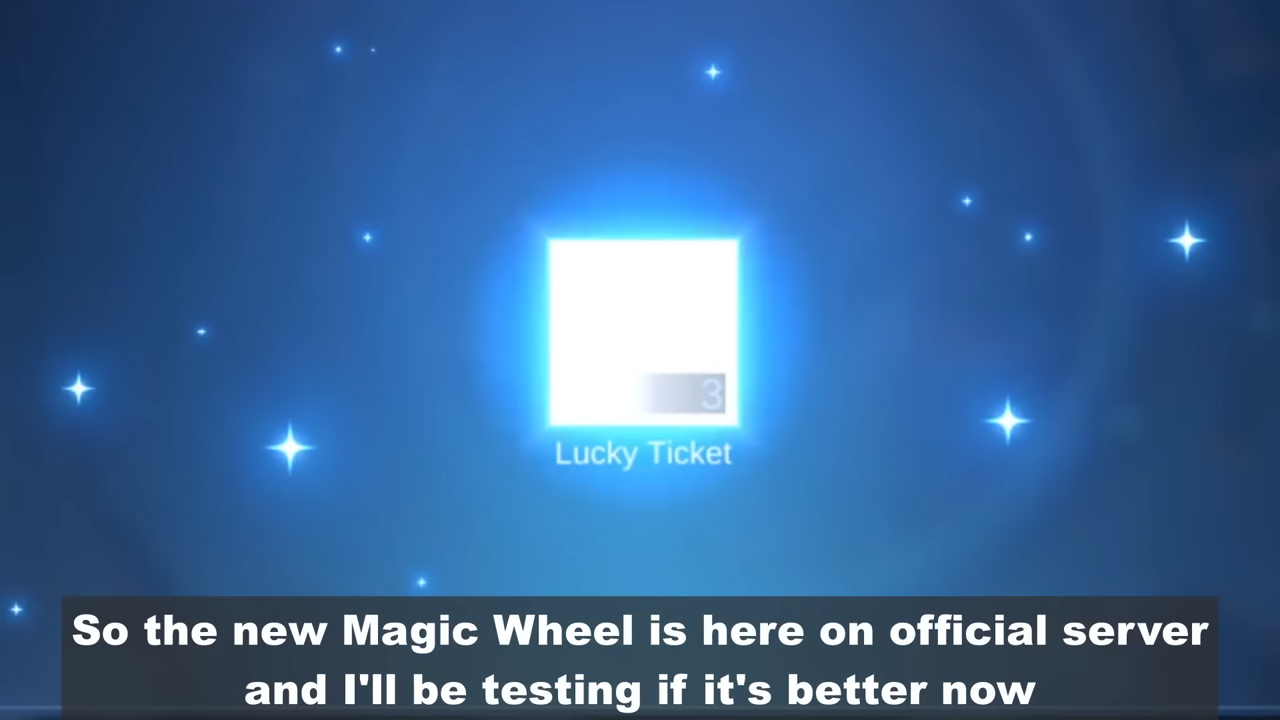 3
Lucky Ticket
So the new Magic Wheel is here on official server
and I'll be testing if it's better now